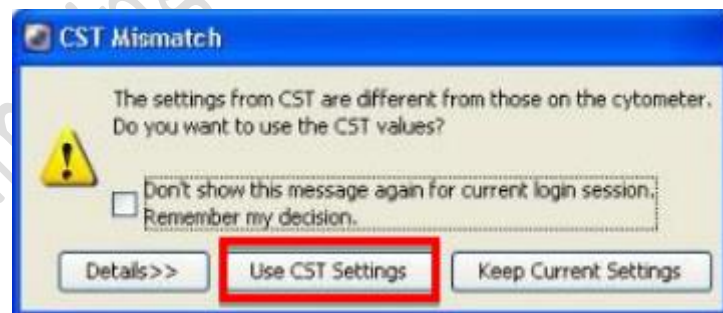 CST Mismatch
The settings from CST are different from those on the cytometer.
Do you want to use the CST values?
Don't show this message again for current login session.
Remember my decision.
Details>> Use CST Settings Keep Current Settings